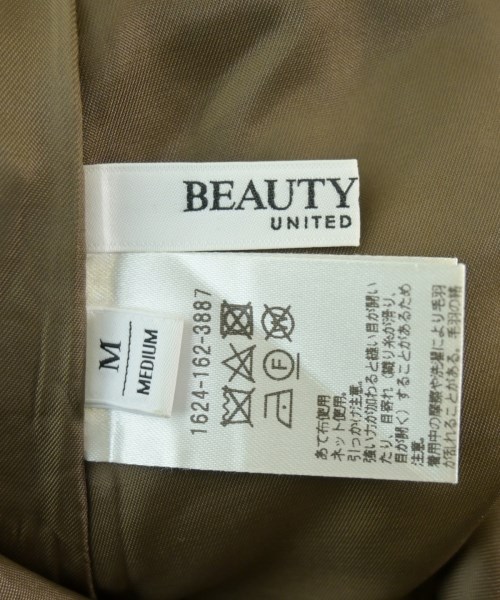 BEAUTY
UNITED
M
MEDIUM
1624-162-3887
F
あて布使用
ネット使用。
引っかけ注意。
強い力が加わると縫い目が開い
たり、目寄れ(織り糸が滑り、
目が開く)することがあるため
注意。
着用中の摩擦や洗濯により毛羽
が乱れることがある。毛羽の精